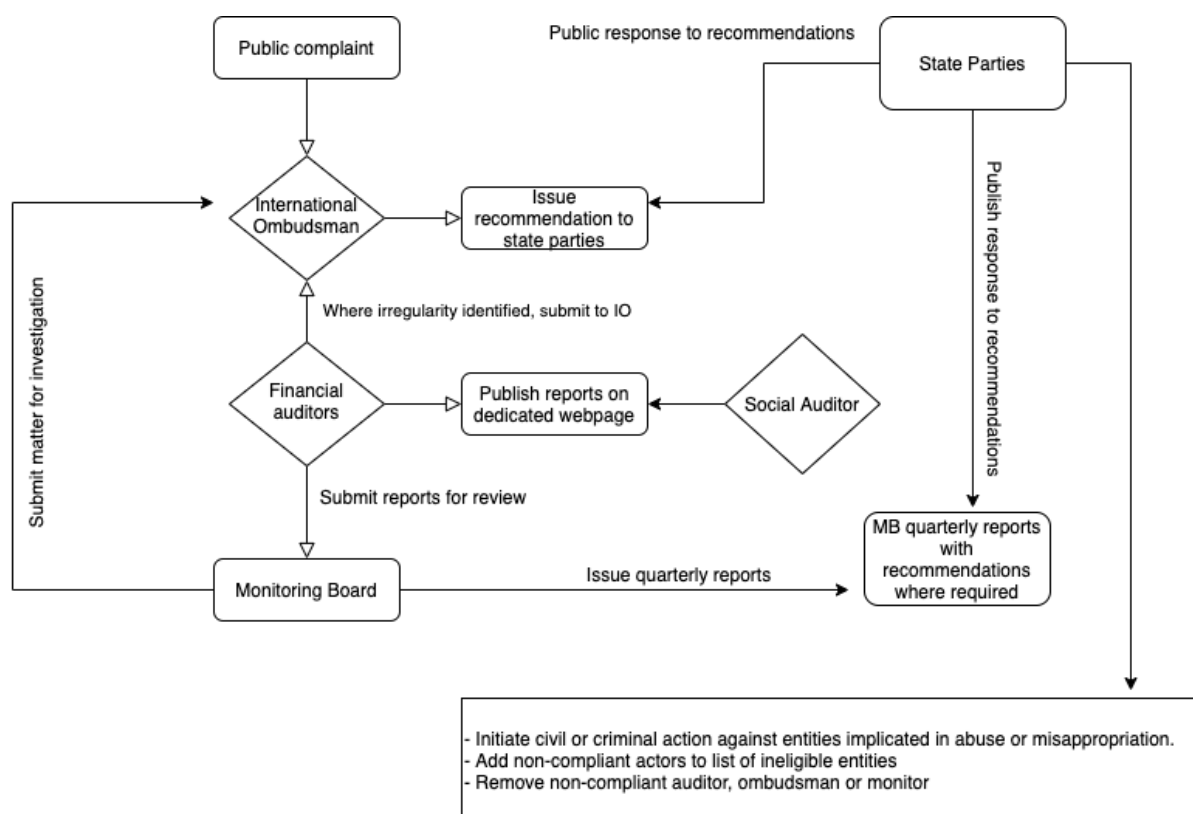 Public complaint
Public response to recommendations
State Parties
International
Ombudsman
Issue
recommendation to
state parties
Publish response to recommendations
Submit matter for investigation
Where irregularity identified, submit to IO
Financial
auditors
Publish reports on
dedicated webpage
Social Auditor
Submit reports for review
MB quarterly reports
with
recommendations
where required
Monitoring Board
Issue quarterly reports
- Initiate civil or criminal action against entities implicated in abuse or misappropriation.
- Add non-compliant actors to list of ineligible entities
- Remove non-compliant auditor, ombudsman or monitor